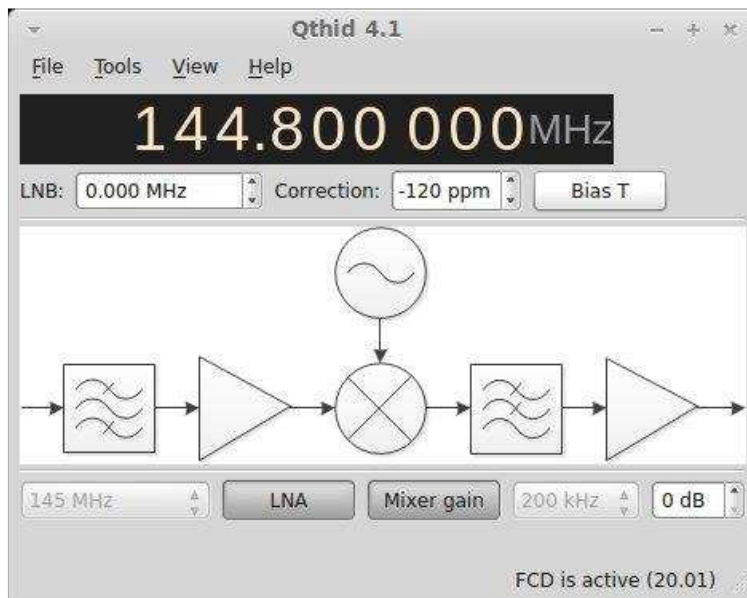 Qthid 4.1
File Tools View Help
144.800 000MHz
LNB: 0.000 MHz Correction: -120 ppm Bias T
145 MHz LNA Mixer gain 200 kHz 0 dB
FCD is active (20.01)